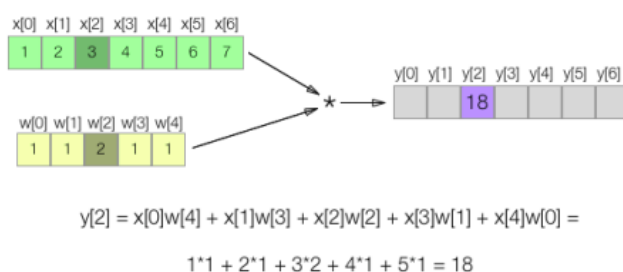 x[0] x[1] x[2] x[3] x[4] x[5] x[6]
1 2 3 4 5 6 7
y[0] y[1] y[2] y[3] y[4] y[5] y[6]
*
18
w[0] w[1] w[2] w[3] w[4]
1 1 2 1 1
y[2] = x[0]w[4] + x[1]w[3] + x[2]w[2] + x[3]w[1] + x[4]w[0] =
1*1 + 2*1 + 3*2 + 4*1 + 5*1 = 18